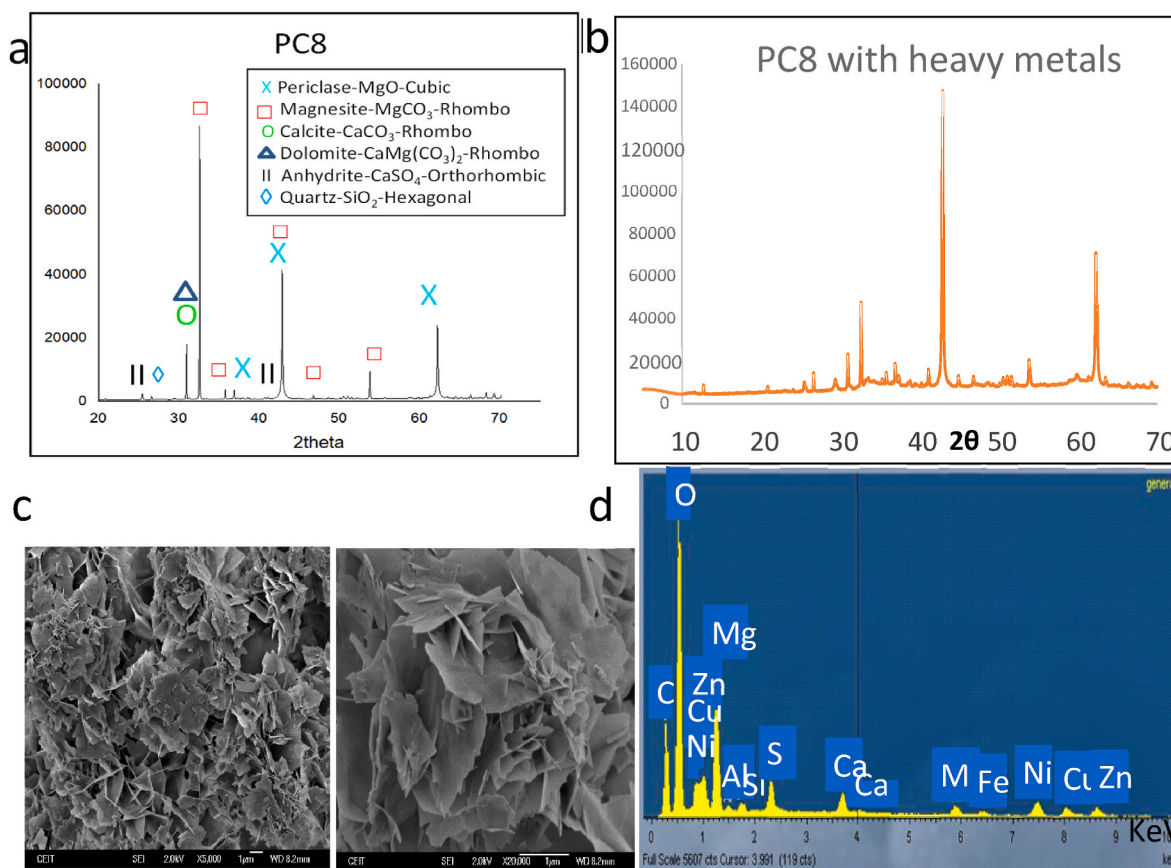 a
PC8
X Periclase-MgO-Cubic
Magnesite-MgCO₃-Rhombo
Calcite-CaCO₃-Rhombo
Dolomite-CaMg(CO₃)₂-Rhombo
Anhydrite-CaSO₄-Orthorhombic
Quartz-SiO₂-Hexagonal
100000
80000
60000
40000
20000
0
X
X
X
20
30
40
50
60
70
2theta
b
PC8 with heavy metals
160000
140000
120000
100000
80000
60000
40000
20000
0
10 20 30 40 2θ 50 60 70
c
CEIT SEI 2.0kV X5,000 1μm WD 8.2mm
CEIT SEI 2.0kV X20,000 1μm WD 8.2mm
d
genera
O
Mg
C
Zn
Cu
Ni
Al
Si
S
Ca
Ca
M
Fe
Ni
Cu
Zn
0 1 2 3 4 5 6 7 8 9
KeV
Full Scale 5607 cts Cursor: 3.991 (119 cts)